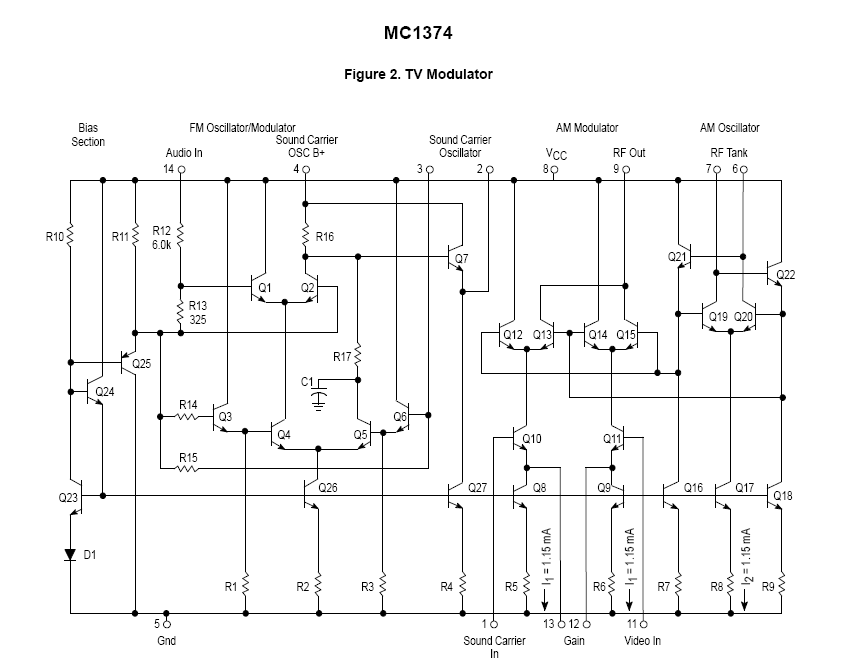 MC1374
Figure 2. TV Modulator
Bias
Section
FM Oscillator/Modulator
Sound Carrier
OSC B+
Audio In
Sound Carrier
Oscillator
AM Modulator
VCC
RF Out
AM Oscillator
RF Tank
14 4 3 2 8 9 7 6
R10 R11 R12
6.0k
R16
Q7 Q21 Q22
Q1 Q2
R13
325
Q19 Q20
Q12 Q13 Q14 Q15
R17
Q25
C1
Q24
R14
Q3 Q4 Q5 Q6
Q10 Q11
R15
Q23 Q26 Q27 Q8 Q9 Q16 Q17 Q18
D1
R1 R2 R3 R4 R5
I1 = 1.15 mA
R6
I1 = 1.15 mA
R7 R8
I2 = 1.15 mA
R9
5
Gnd
1
Sound Carrier
In
13 12
Gain
11
Video In